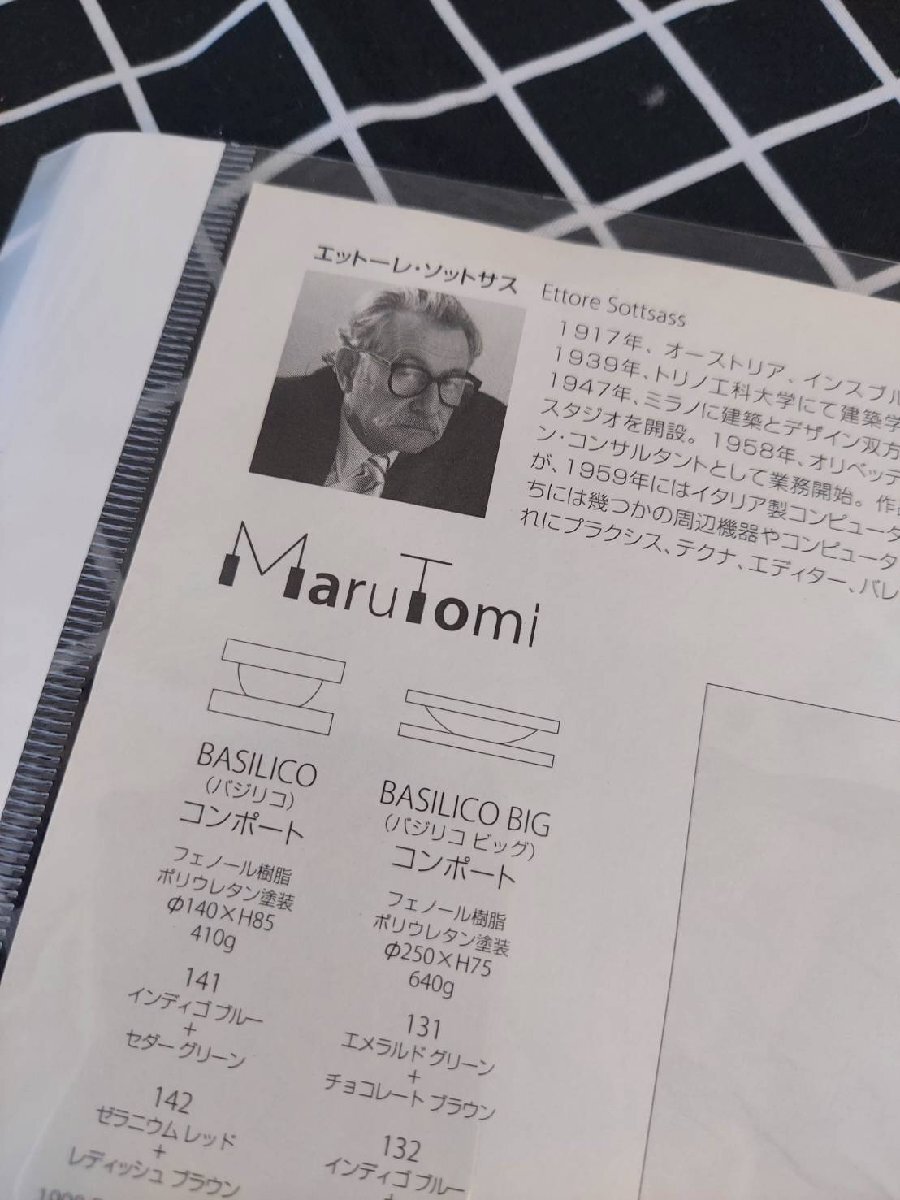 エットーレ・ソットサス
Ettore Sottsass
1917年、オーストリア、インスブル
1939年、トリノ工科大学にて建築学
1947年、ミラノに建築とデザイン双方
スタジオを開設。1958年、オリベッテ
ン・コンサルタントとして業務開始。作
が、1959年にはイタリア製コンピュータ
ちには幾つかの周辺機器やコンピュータ
れにプラクシス、テクナ、エディター、バレ
MaruTomi
BASILICO
(バジリコ)
コンポート
フェノール樹脂
ポリウレタン塗装
Φ140×H85
410g
141
インディゴ ブルー
+
セダー グリーン
142
ゼラニウム レッド
+
レディッシュ ブラウン
BASILICO BIG
(バジリコ ビッグ)
コンポート
フェノール樹脂
ポリウレタン塗装
Φ250×H75
640g
131
エメラルド グリーン
+
チョコレート ブラウン
132
インディゴ ブルー